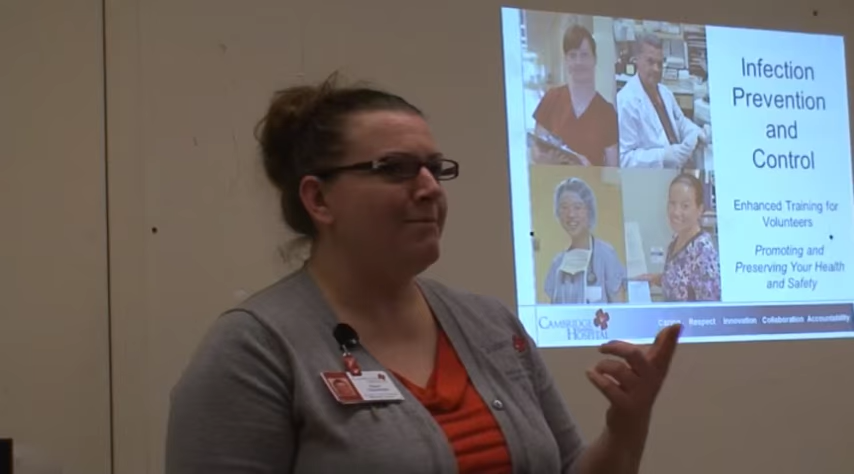 Infection
Prevention
and
Control
Enhanced Training for
Volunteers
Promoting and
Preserving Your Health
and Safety
CAMBRIDGE
HOSPITAL
Caring Respect Innovation Collaboration Accountability